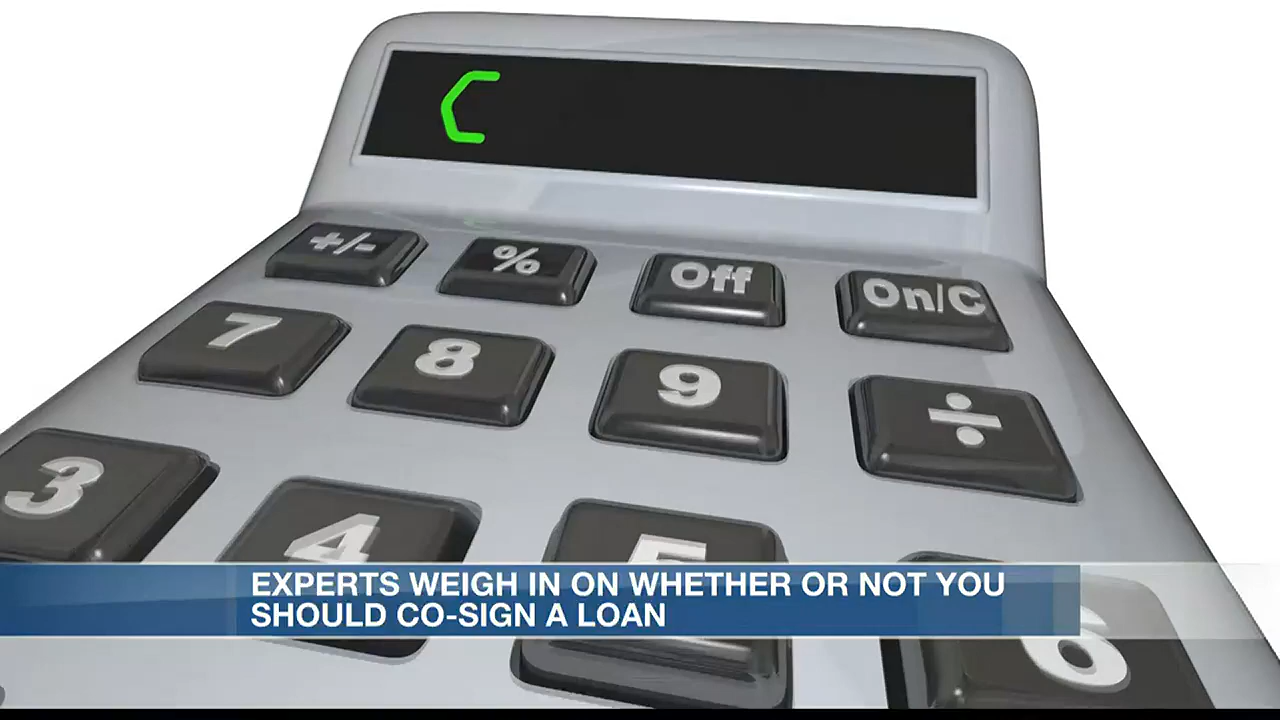 C
+/- % Off On/C
7 8 9 ÷
3 4 5 6
EXPERTS WEIGH IN ON WHETHER OR NOT YOU
SHOULD CO-SIGN A LOAN